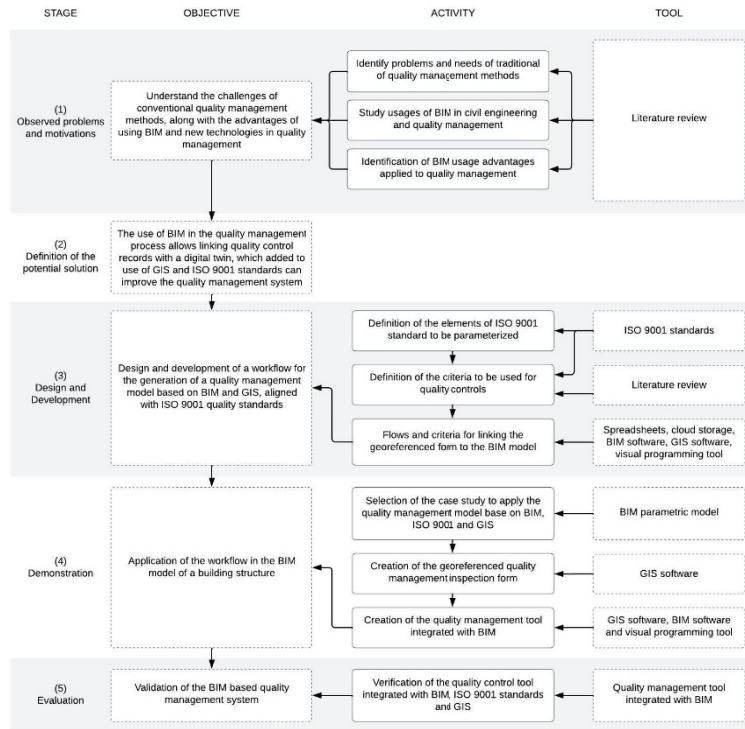 STAGE
OBJECTIVE
ACTIVITY
TOOL
(1)
Observed problems
and motivations
Understand the challenges of
conventional quality management
methods, along with the advantages of
using BIM and new technologies in quality
management
Identify problems and needs of traditional
of quality management methods
Study usages of BIM in civil engineering
and quality management
Identification of BIM usage advantages
applied to quality management
Literature review
(2)
Definition of the
potential solution
The use of BIM in the quality management
process allows linking quality control
records with a digital twin, which added to
use of GIS and ISO 9001 standards can
improve the quality management system
(3)
Design and
Development
Design and development of a workflow for
the generation of a quality management
model based on BIM and GIS, aligned
with ISO 9001 quality standards
Definition of the elements of ISO 9001
standard to be parameterized
Definition of the criteria to be used for
quality controls
Flows and criteria for linking the
georeferenced form to the BIM model
ISO 9001 standards
Literature review
Spreadsheets, cloud storage,
BIM software, GIS software,
visual programming tool
(4)
Demonstration
Application of the workflow in the BIM
model of a building structure
Selection of the case study to apply the
quality management model base on BIM,
ISO 9001 and GIS
Creation of the georeferenced quality
management inspection form
Creation of the quality management tool
integrated with BIM
BIM parametric model
GIS software
GIS software, BIM software
and visual programming tool
(5)
Evaluation
Validation of the BIM based quality
management system
Verification of the quality control tool
integrated with BIM, ISO 9001 standards
and GIS
Quality management tool
integrated with BIM